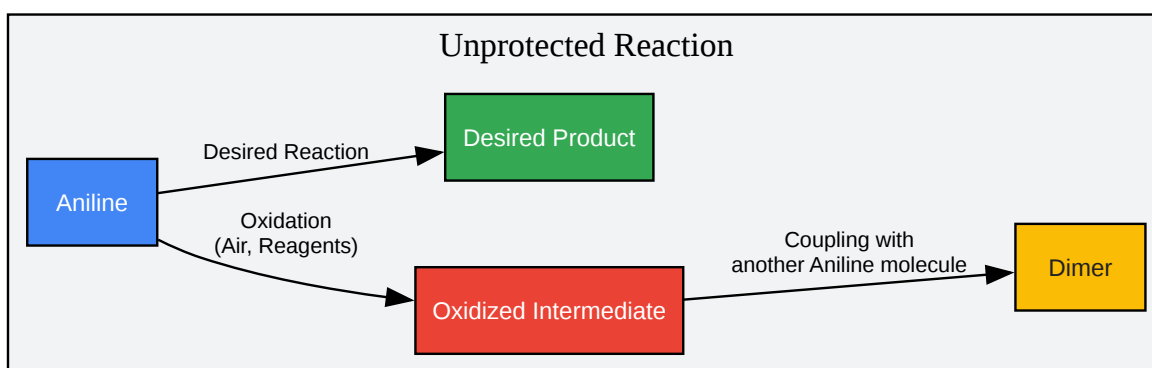 Unprotected Reaction
Desired Product
Desired Reaction
Aniline
Oxidation
(Air, Reagents)
Coupling with
another Aniline molecule
Dimer
Oxidized Intermediate